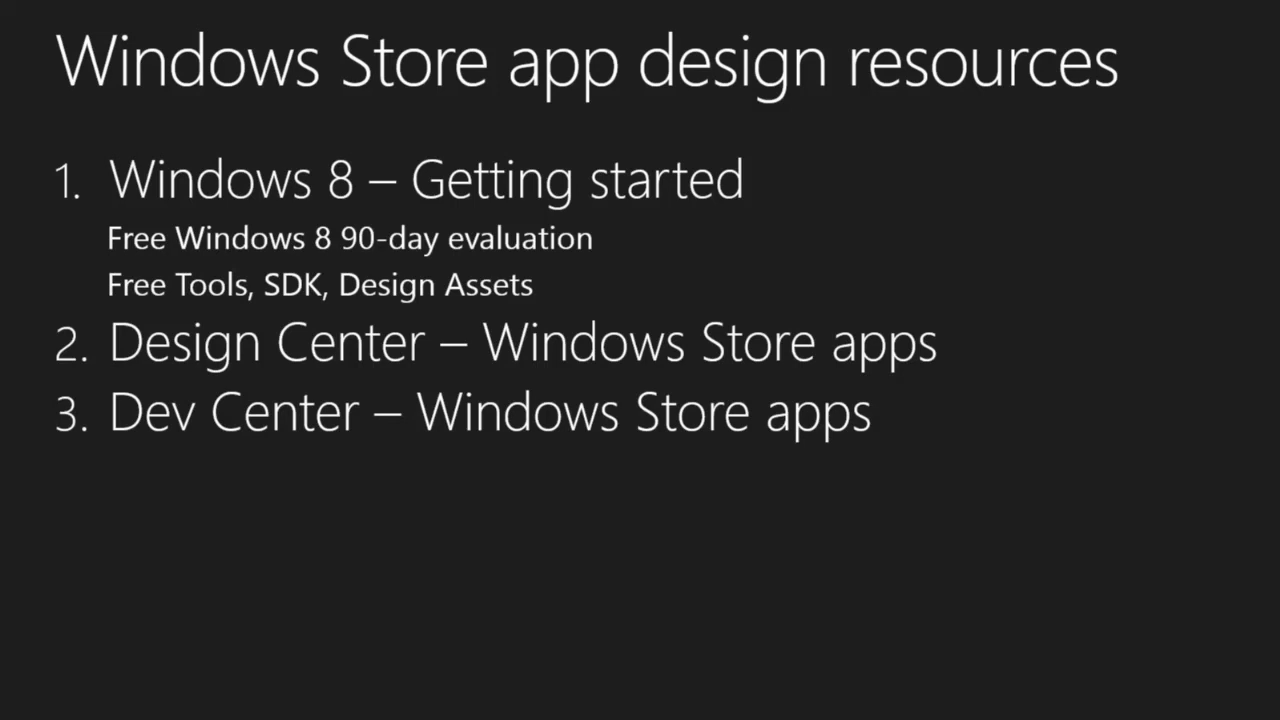 Windows Store app design resources
1. Windows 8 – Getting started
Free Windows 8 90-day evaluation
Free Tools, SDK, Design Assets
2. Design Center – Windows Store apps
3. Dev Center – Windows Store apps